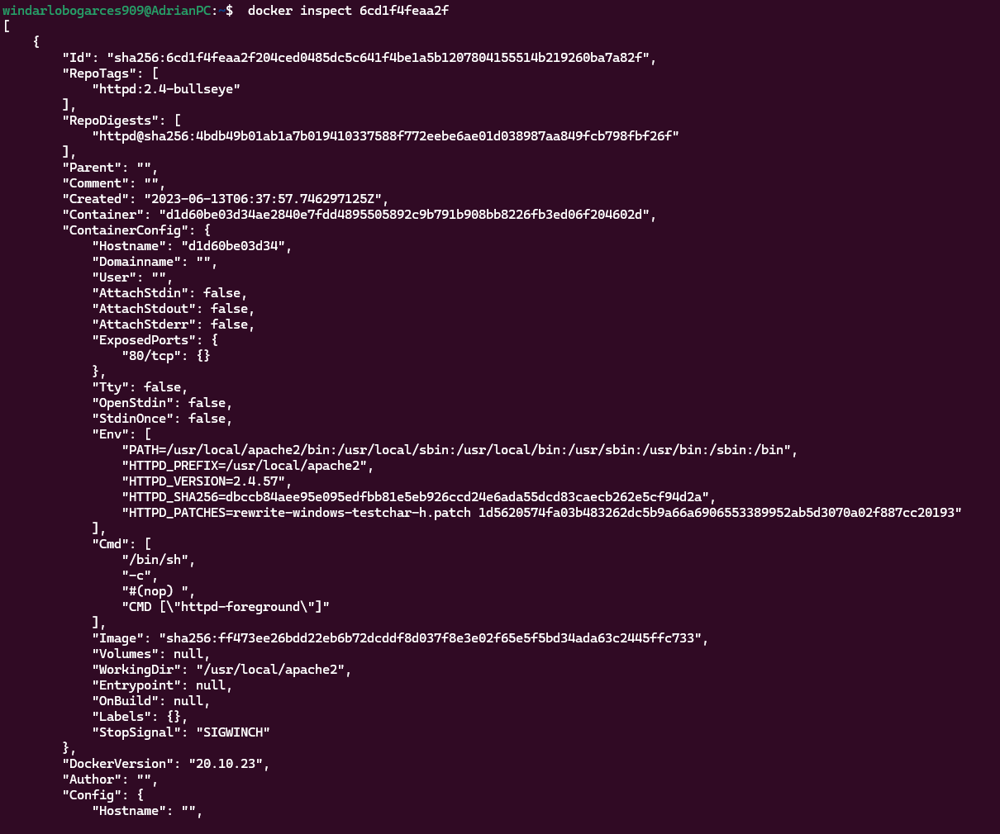 windarlobogarces909@AdrianPC:~$  docker inspect 6cd1f4feaa2f
[
    {
        "Id": "sha256:6cd1f4feaa2f204ced0485dc5c641f4be1a5b1207804155514b219260ba7a82f",
        "RepoTags": [
            "httpd:2.4-bullseye"
        ],
        "RepoDigests": [
            "httpd@sha256:4bdb49b01ab1a7b019410337588f772eebe6ae01d038987aa849fcb798fbf26f"
        ],
        "Parent": "",
        "Comment": "",
        "Created": "2023-06-13T06:37:57.746297125Z",
        "Container": "d1d60be03d34ae2840e7fdd4895505892c9b791b908bb8226fb3ed06f204602d",
        "ContainerConfig": {
            "Hostname": "d1d60be03d34",
            "Domainname": "",
            "User": "",
            "AttachStdin": false,
            "AttachStdout": false,
            "AttachStderr": false,
            "ExposedPorts": {
                "80/tcp": {}
            },
            "Tty": false,
            "OpenStdin": false,
            "StdinOnce": false,
            "Env": [
                "PATH=/usr/local/apache2/bin:/usr/local/sbin:/usr/local/bin:/usr/sbin:/usr/bin:/sbin:/bin",
                "HTTPD_PREFIX=/usr/local/apache2",
                "HTTPD_VERSION=2.4.57",
                "HTTPD_SHA256=dbccb84aee95e095edfbb81e5eb926ccd24e6ada55dcd83caecb262e5cf94d2a",
                "HTTPD_PATCHES=rewrite-windows-testchar-h.patch 1d5620574fa03b483262dc5b9a66a6906553389952ab5d3070a02f887cc20193"
            ],
            "Cmd": [
                "/bin/sh",
                "-c",
                "#(nop) ",
                "CMD [\"httpd-foreground\"]"
            ],
            "Image": "sha256:ff473ee26bdd22eb6b72dcddf8d037f8e3e02f65e5f5bd34ada63c2445ffc733",
            "Volumes": null,
            "WorkingDir": "/usr/local/apache2",
            "Entrypoint": null,
            "OnBuild": null,
            "Labels": {},
            "StopSignal": "SIGWINCH"
        },
        "DockerVersion": "20.10.23",
        "Author": "",
        "Config": {
            "Hostname": "",